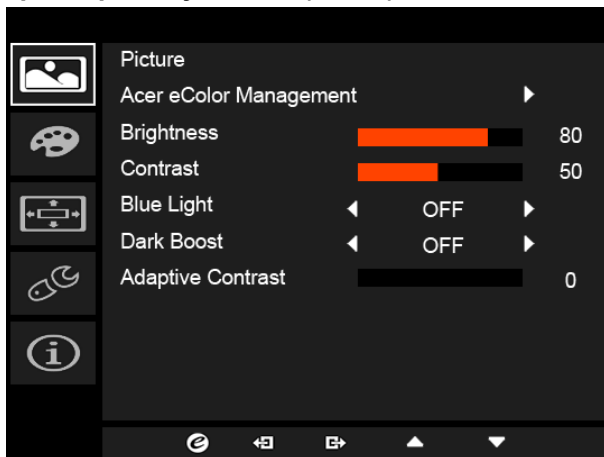 Picture
Acer eColor Management
Brightness 80
Contrast 50
Blue Light OFF
Dark Boost OFF
Adaptive Contrast 0